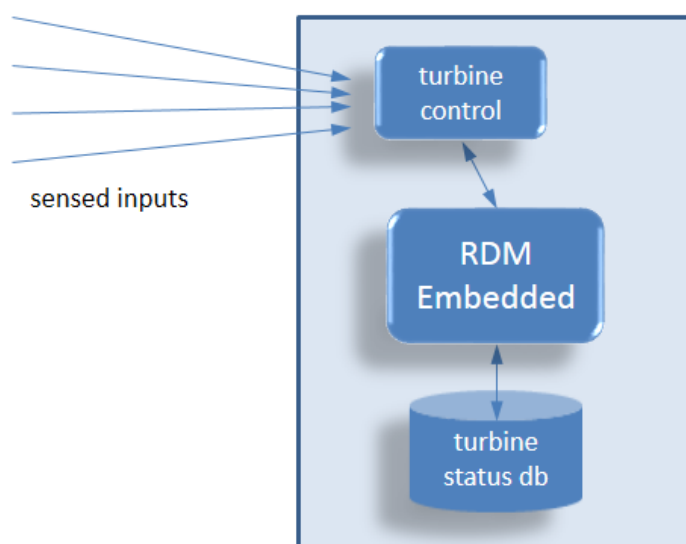 turbine
control
sensed inputs
RDM
Embedded
turbine
status db